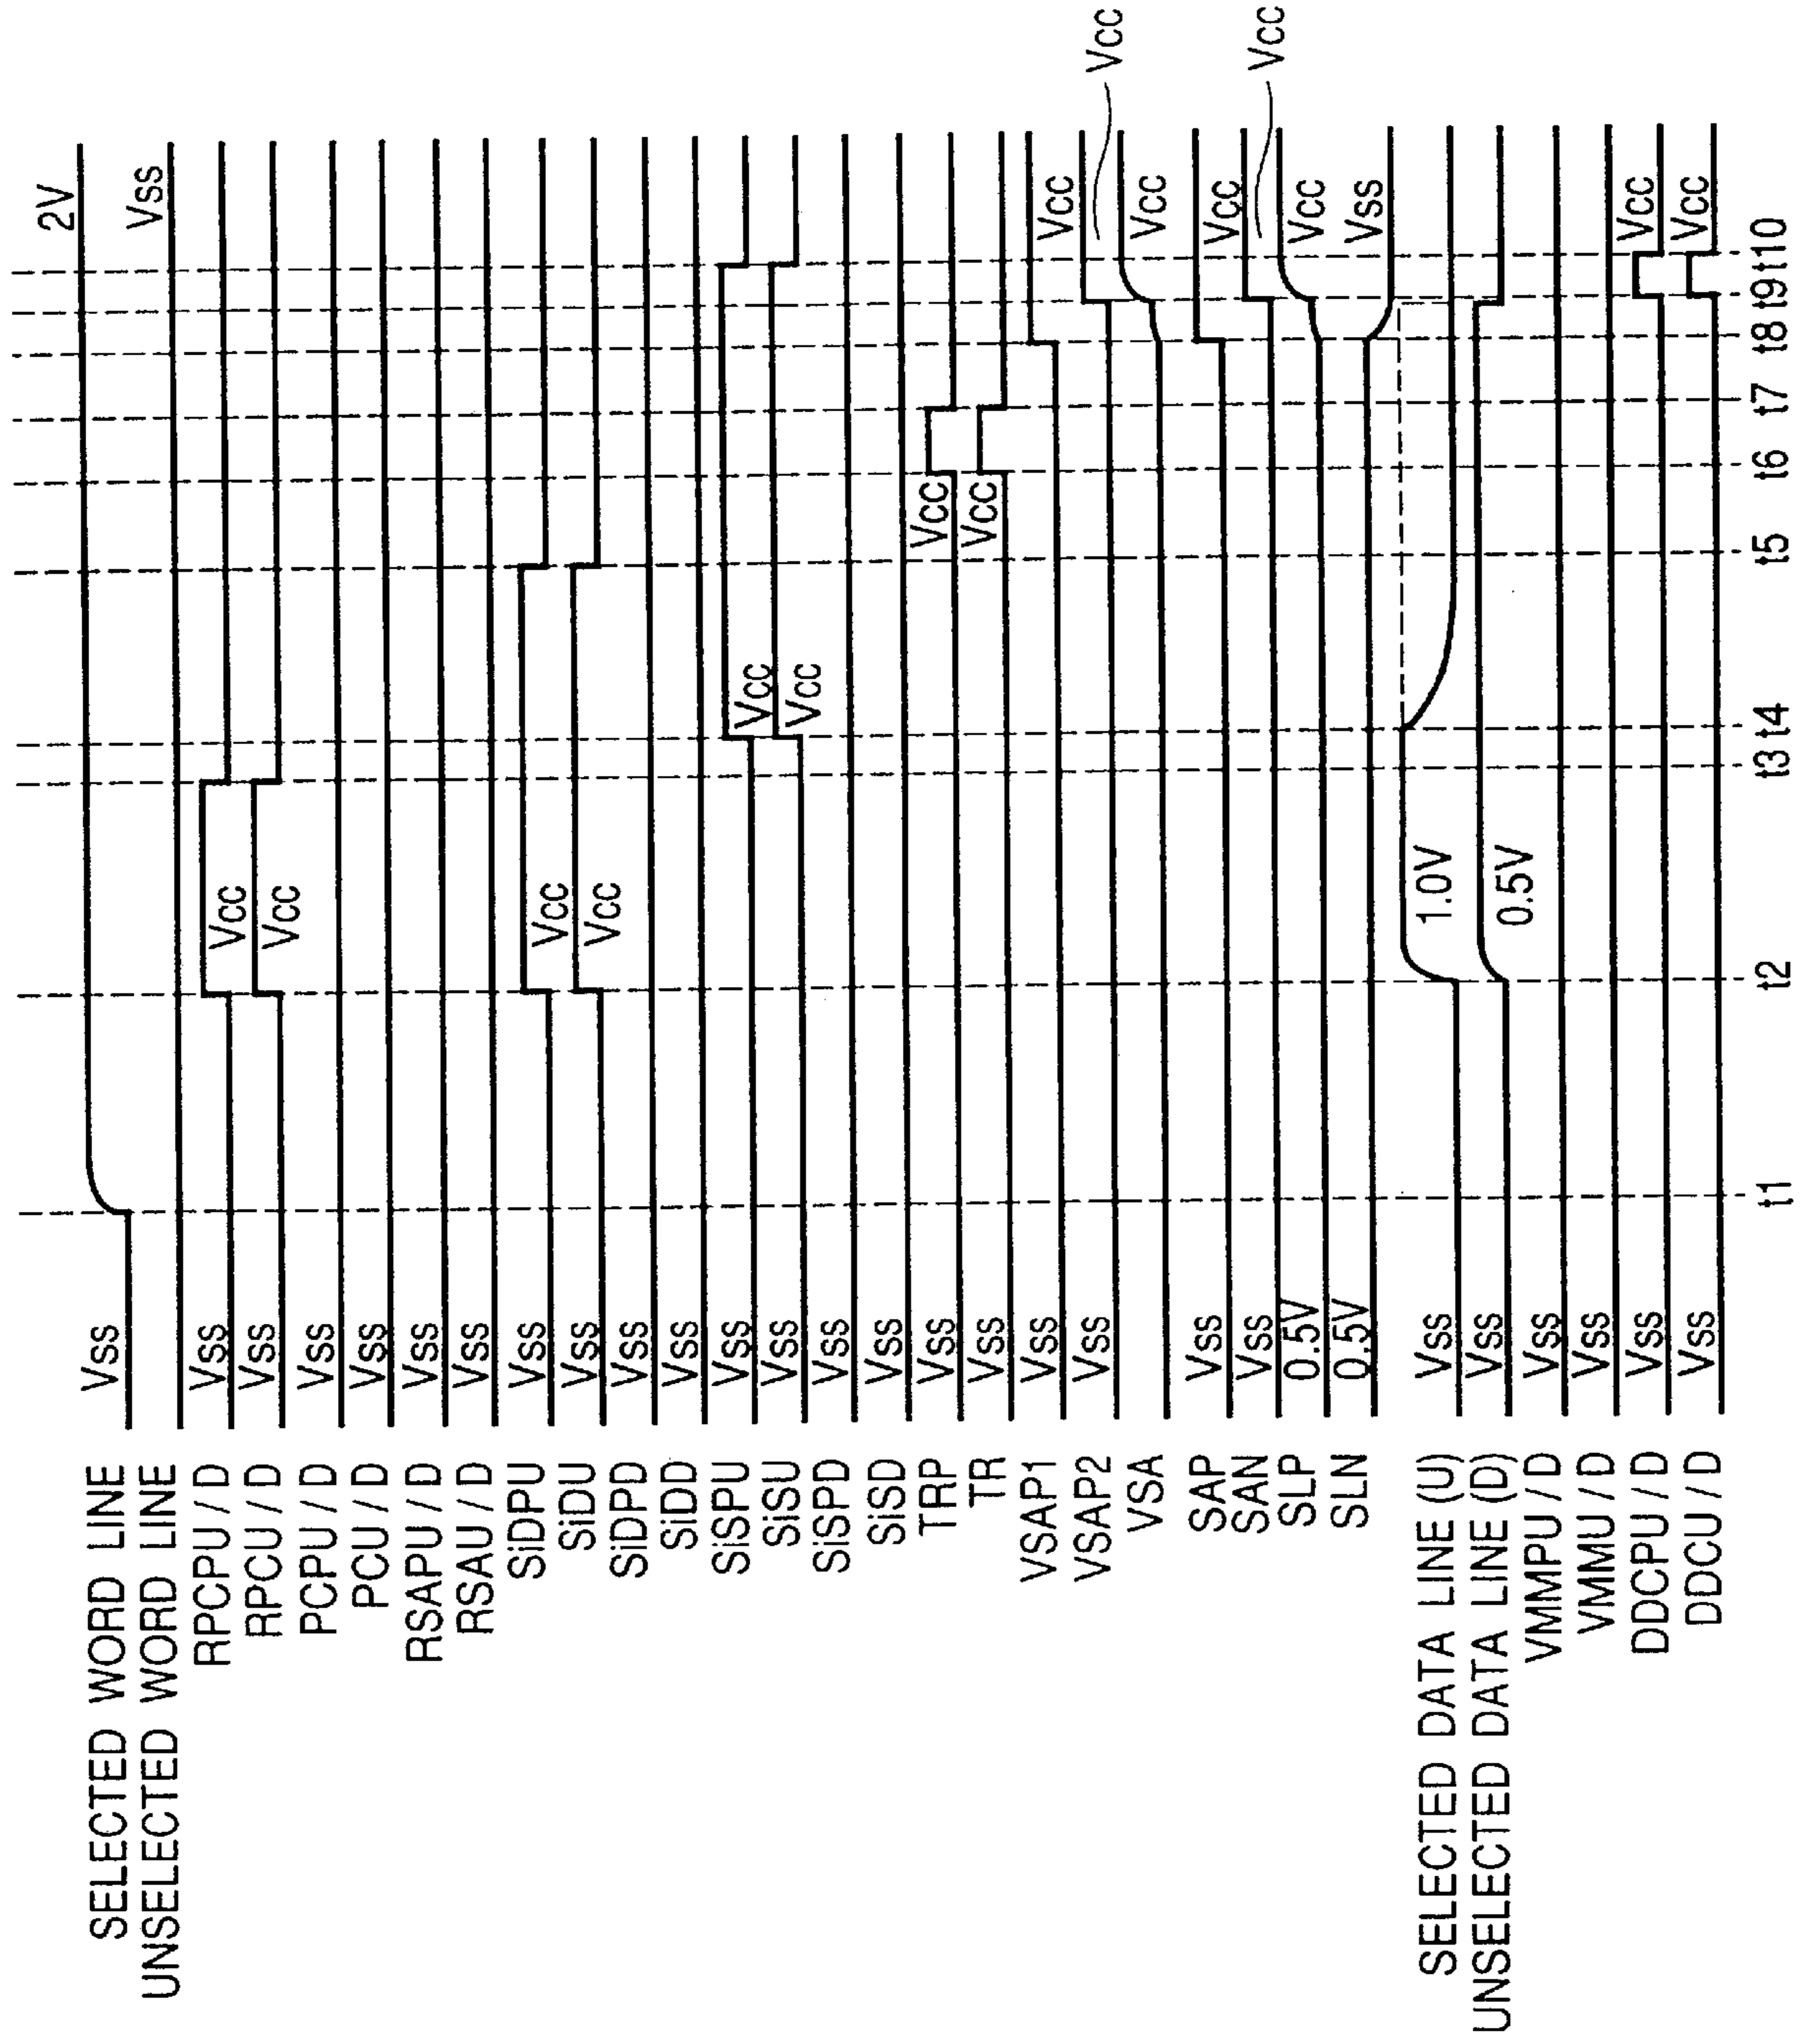 SELECTED WORD LINE Vss 2V
UNSELECTED WORD LINE Vss
RPCPU / D Vss Vcc
RPCU / D Vss Vcc
PCPU / D Vss
PCU / D Vss
RSAPU / D Vss
RSAU / D Vss
SiDPU Vss Vcc
SiDU Vss Vcc
SiDPD Vss
SiDD Vss
SiSPU Vss Vcc
SiSU Vss Vcc
SiSPD Vss
SiSD Vss
TRP Vss Vcc
TR Vss Vcc
VSAP1 Vss Vcc
VSAP2 Vss Vcc
VSA Vcc
SAP Vss Vcc
SAN Vss Vcc
SLP 0.5V Vcc
SLN 0.5V Vss
SELECTED DATA LINE (U) Vss 1.0V
UNSELECTED DATA LINE (D) Vss 0.5V
VMMPU / D Vss
VMMU / D Vss
DDCPU / D Vss Vcc
DDCU / D Vss Vcc
t1 t2 t3 t4 t5 t6 t7 t8 t9 t10